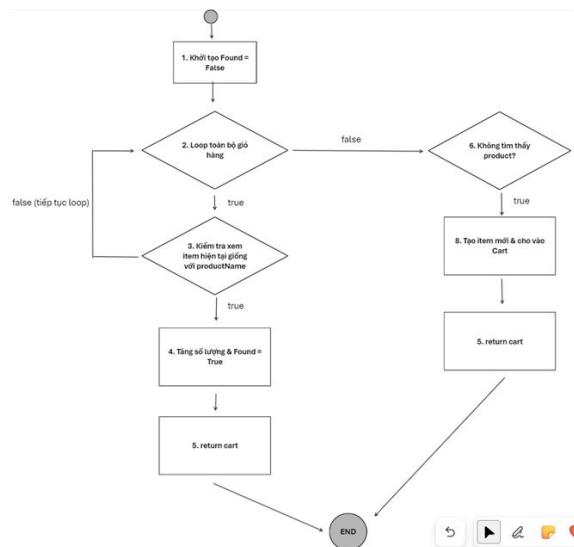 1. Khởi tạo Found =
False
2. Loop toàn bộ giỏ
hàng
false
6. Không tìm thấy
product?
false (tiếp tục loop)
true
true
3. Kiểm tra xem
item hiện tại giống
với productName
8. Tạo item mới & cho vào
Cart
true
4. Tăng số lượng & Found =
True
5. return cart
5. return cart
END